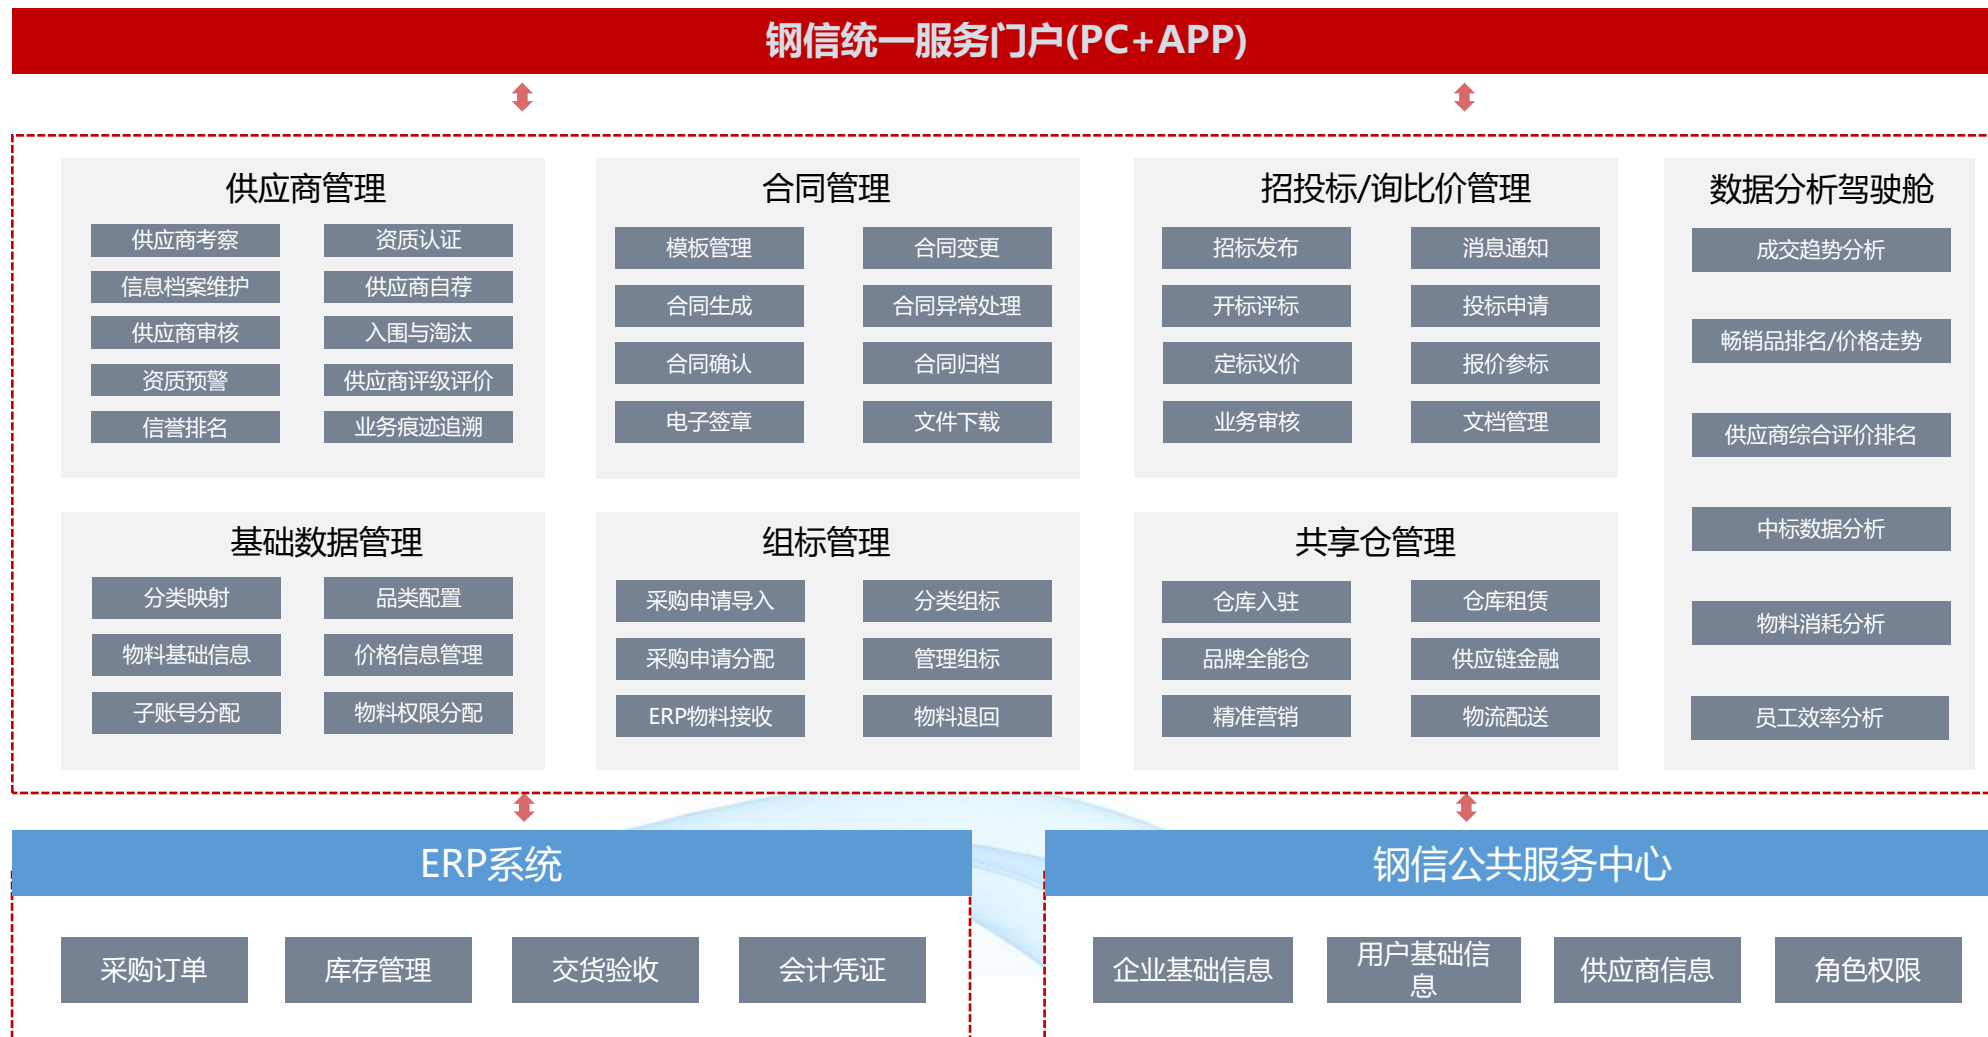 钢信统一服务门户(PC+APP)
供应商管理
供应商考察
资质认证
信息档案维护
供应商自荐
供应商审核
入围与淘汰
资质预警
供应商评级评价
信誉排名
业务痕迹追溯
合同管理
模板管理
合同变更
合同生成
合同异常处理
合同确认
合同归档
电子签章
文件下载
招投标/询比价管理
招标发布
消息通知
开标评标
投标申请
定标议价
报价参标
业务审核
文档管理
数据分析驾驶舱
成交趋势分析
畅销品排名/价格走势
供应商综合评价排名
中标数据分析
物料消耗分析
员工效率分析
基础数据管理
分类映射
品类配置
物料基础信息
价格信息管理
子账号分配
物料权限分配
组标管理
采购申请导入
分类组标
采购申请分配
管理组标
ERP物料接收
物料退回
共享仓管理
仓库入驻
仓库租赁
品牌全能仓
供应链金融
精准营销
物流配送
ERP系统
采购订单
库存管理
交货验收
会计凭证
钢信公共服务中心
企业基础信息
用户基础信
息
供应商信息
角色权限